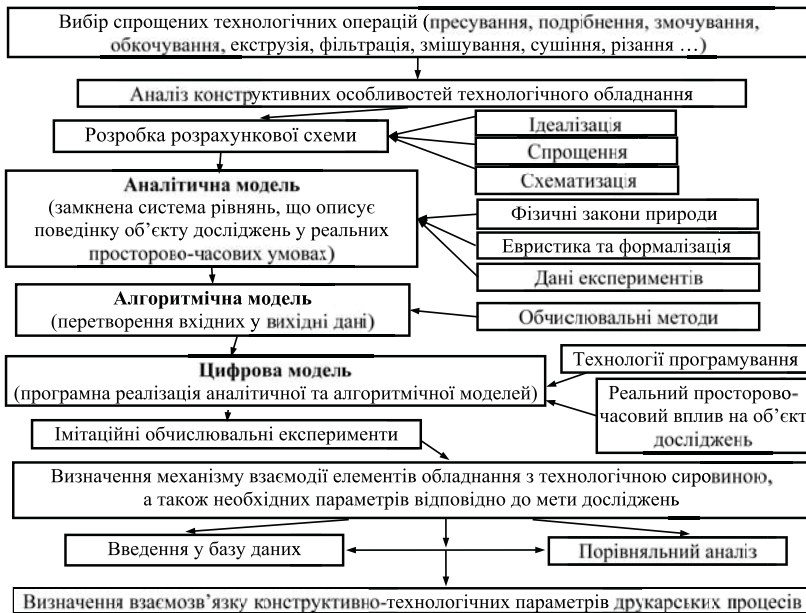 Вибір спрощених технологічних операцій (пресування, подрібнення, змочування,
обкочування, екструзія, фільтрація, змішування, сушіння, різання …)
Аналіз конструктивних особливостей технологічного обладнання
Розробка розрахункової схеми
Ідеалізація
Спрощення
Схематизація
Аналітична модель
(замкнена система рівнянь, що описує
поведінку об’єкту досліджень у реальних
просторово-часових умовах)
Фізичні закони природи
Евристика та формалізація
Дані експериментів
Алгоритмічна модель
(перетворення вхідних у вихідні дані)
Обчислювальні методи
Цифрова модель
(програмна реалізація аналітичної та алгоритмічної моделей)
Технології програмування
Реальний просторово-
часовий вплив на об’єкт
досліджень
Імітаційні обчислювальні експерименти
Визначення механізму взаємодії елементів обладнання з технологічною сировиною,
а також необхідних параметрів відповідно до мети досліджень
Введення у базу даних
Порівняльний аналіз
Визначення взаємозв’язку конструктивно-технологічних параметрів друкарських процесів